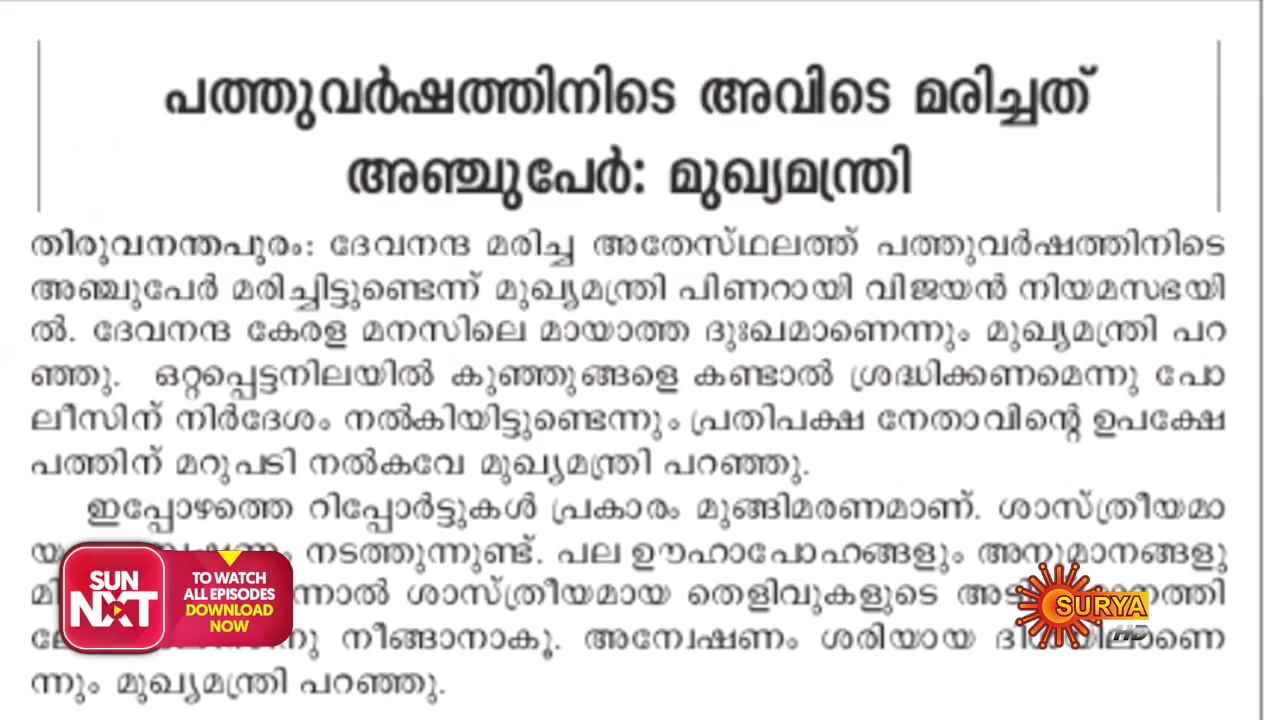 പത്തുവർഷത്തിനിടെ അവിടെ മരിച്ചത്
അഞ്ചുപേർ: മുഖ്യമന്ത്രി
തിരുവനന്തപുരം: ദേവനന്ദ മരിച്ച അതേസ്ഥലത്ത് പത്തുവർഷത്തിനിടെ
അഞ്ചുപേർ മരിച്ചിട്ടുണ്ടെന്ന് മുഖ്യമന്ത്രി പിണറായി വിജയൻ നിയമസഭയി
ൽ. ദേവനന്ദ കേരള മനസിലെ മായാത്ത ദുഃഖമാണെന്നും മുഖ്യമന്ത്രി പറ
ഞ്ഞു. ഒറ്റപ്പെട്ടനിലയിൽ കുഞ്ഞുങ്ങളെ കണ്ടാൽ ശ്രദ്ധിക്കണമെന്നു പോ
ലീസിന് നിർദേശം നൽകിയിട്ടുണ്ടെന്നും പ്രതിപക്ഷ നേതാവിന്റെ ഉപക്ഷേ
പത്തിന് മറുപടി നൽകവേ മുഖ്യമന്ത്രി പറഞ്ഞു.
ഇപ്പോഴത്തെ റിപ്പോർട്ടുകൾ പ്രകാരം മുങ്ങിമരണമാണ്. ശാസ്ത്രീയമാ
നടത്തുന്നുണ്ട്. പല ഊഹാപോഹങ്ങളും അനുമാനങ്ങളു
ശാസ്ത്രീയമായ തെളിവുകളുടെ
നീങ്ങാനാകൂ. അന്വേഷണം ശരിയായ
ന്നും മുഖ്യമന്ത്രി പറഞ്ഞു.
SUN
NXT
TO WATCH
ALL EPISODES
DOWNLOAD
NOW
SURYA
HD